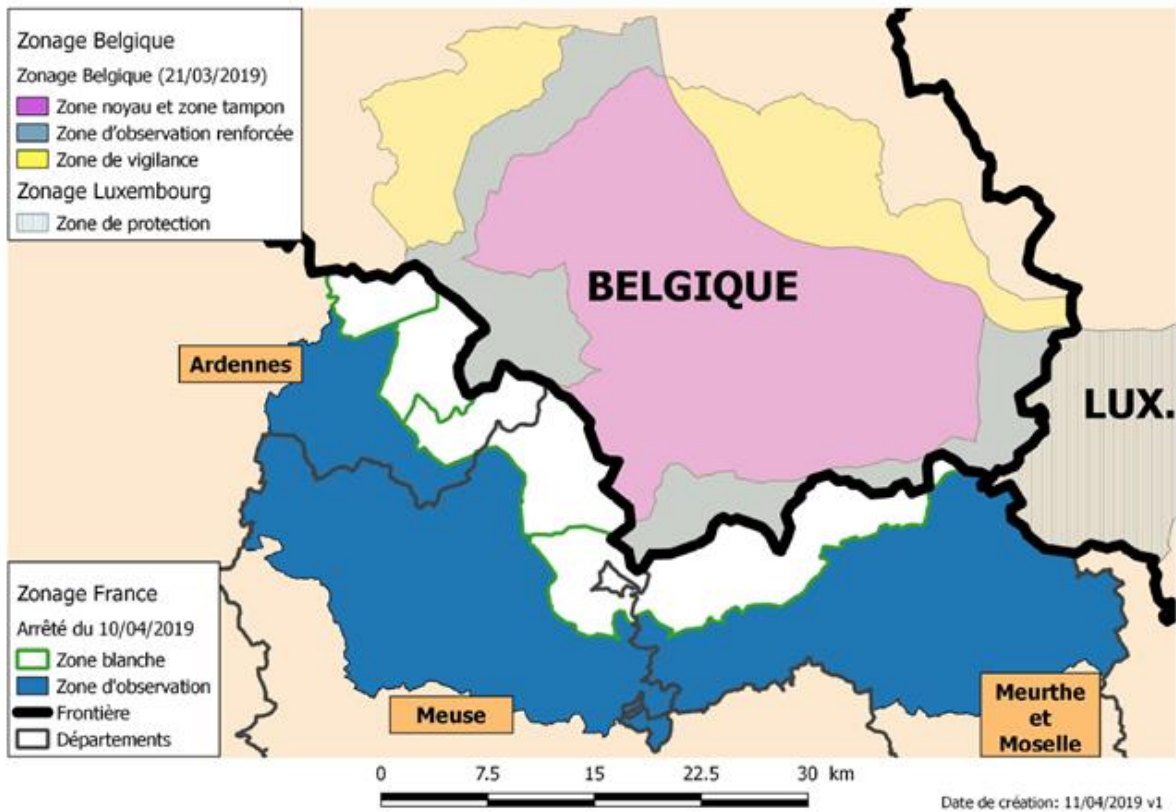 Zonage Belgique
Zonage Belgique (21/03/2019)
Zone noyau et zone tampon
Zone d'observation renforcée
Zone de vigilance
Zonage Luxembourg
Zone de protection
BELGIQUE
Ardennes
LUX.
Zonage France
Arrêté du 10/04/2019
Zone blanche
Zone d'observation
Frontière
Départements
Meuse
Meurthe
et
Moselle
0 7.5 15 22.5 30 km
Date de création: 11/04/2019 v1